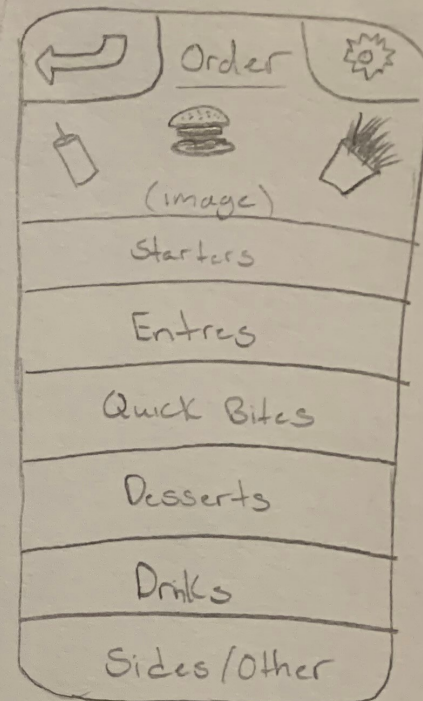 Order
(image)
Starters
Entres
Quick Bites
Desserts
Drinks
Sides/Other